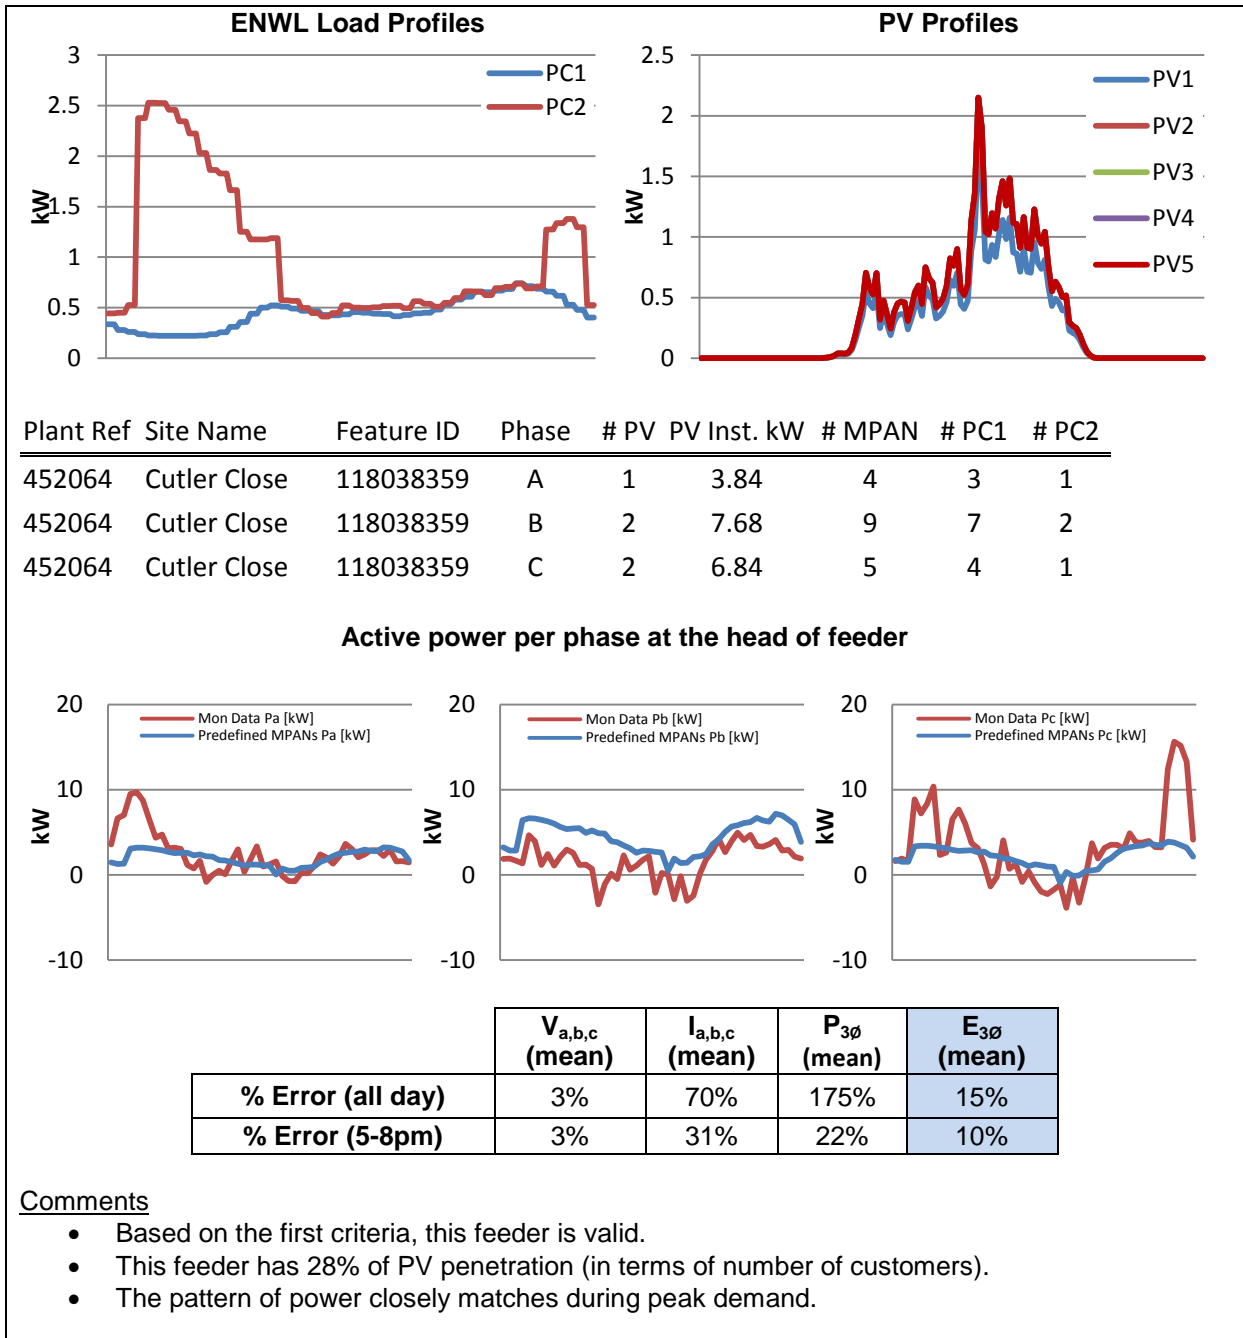 ENWL Load Profiles
3
2.5
2
1.5
1
0.5
0
kW
PC1
PC2
PV Profiles
2.5
2
1.5
1
0.5
0
kW
PV1
PV2
PV3
PV4
PV5
Plant Ref Site Name Feature ID Phase # PV PV Inst. kW # MPAN # PC1 # PC2
452064 Cutler Close 118038359 A 1 3.84 4 3 1
452064 Cutler Close 118038359 B 2 7.68 9 7 2
452064 Cutler Close 118038359 C 2 6.84 5 4 1
Active power per phase at the head of feeder
20
10
0
-10
kW
Mon Data Pa [kW]
Predefined MPANs Pa [kW]
20
10
0
-10
kW
Mon Data Pb [kW]
Predefined MPANs Pb [kW]
20
10
0
-10
kW
Mon Data Pc [kW]
Predefined MPANs Pc [kW]
Va,b,c Ia,b,c P3Ø E3Ø
(mean) (mean) (mean) (mean)
% Error (all day) 3% 70% 175% 15%
% Error (5-8pm) 3% 31% 22% 10%
Comments
• Based on the first criteria, this feeder is valid.
• This feeder has 28% of PV penetration (in terms of number of customers).
• The pattern of power closely matches during peak demand.